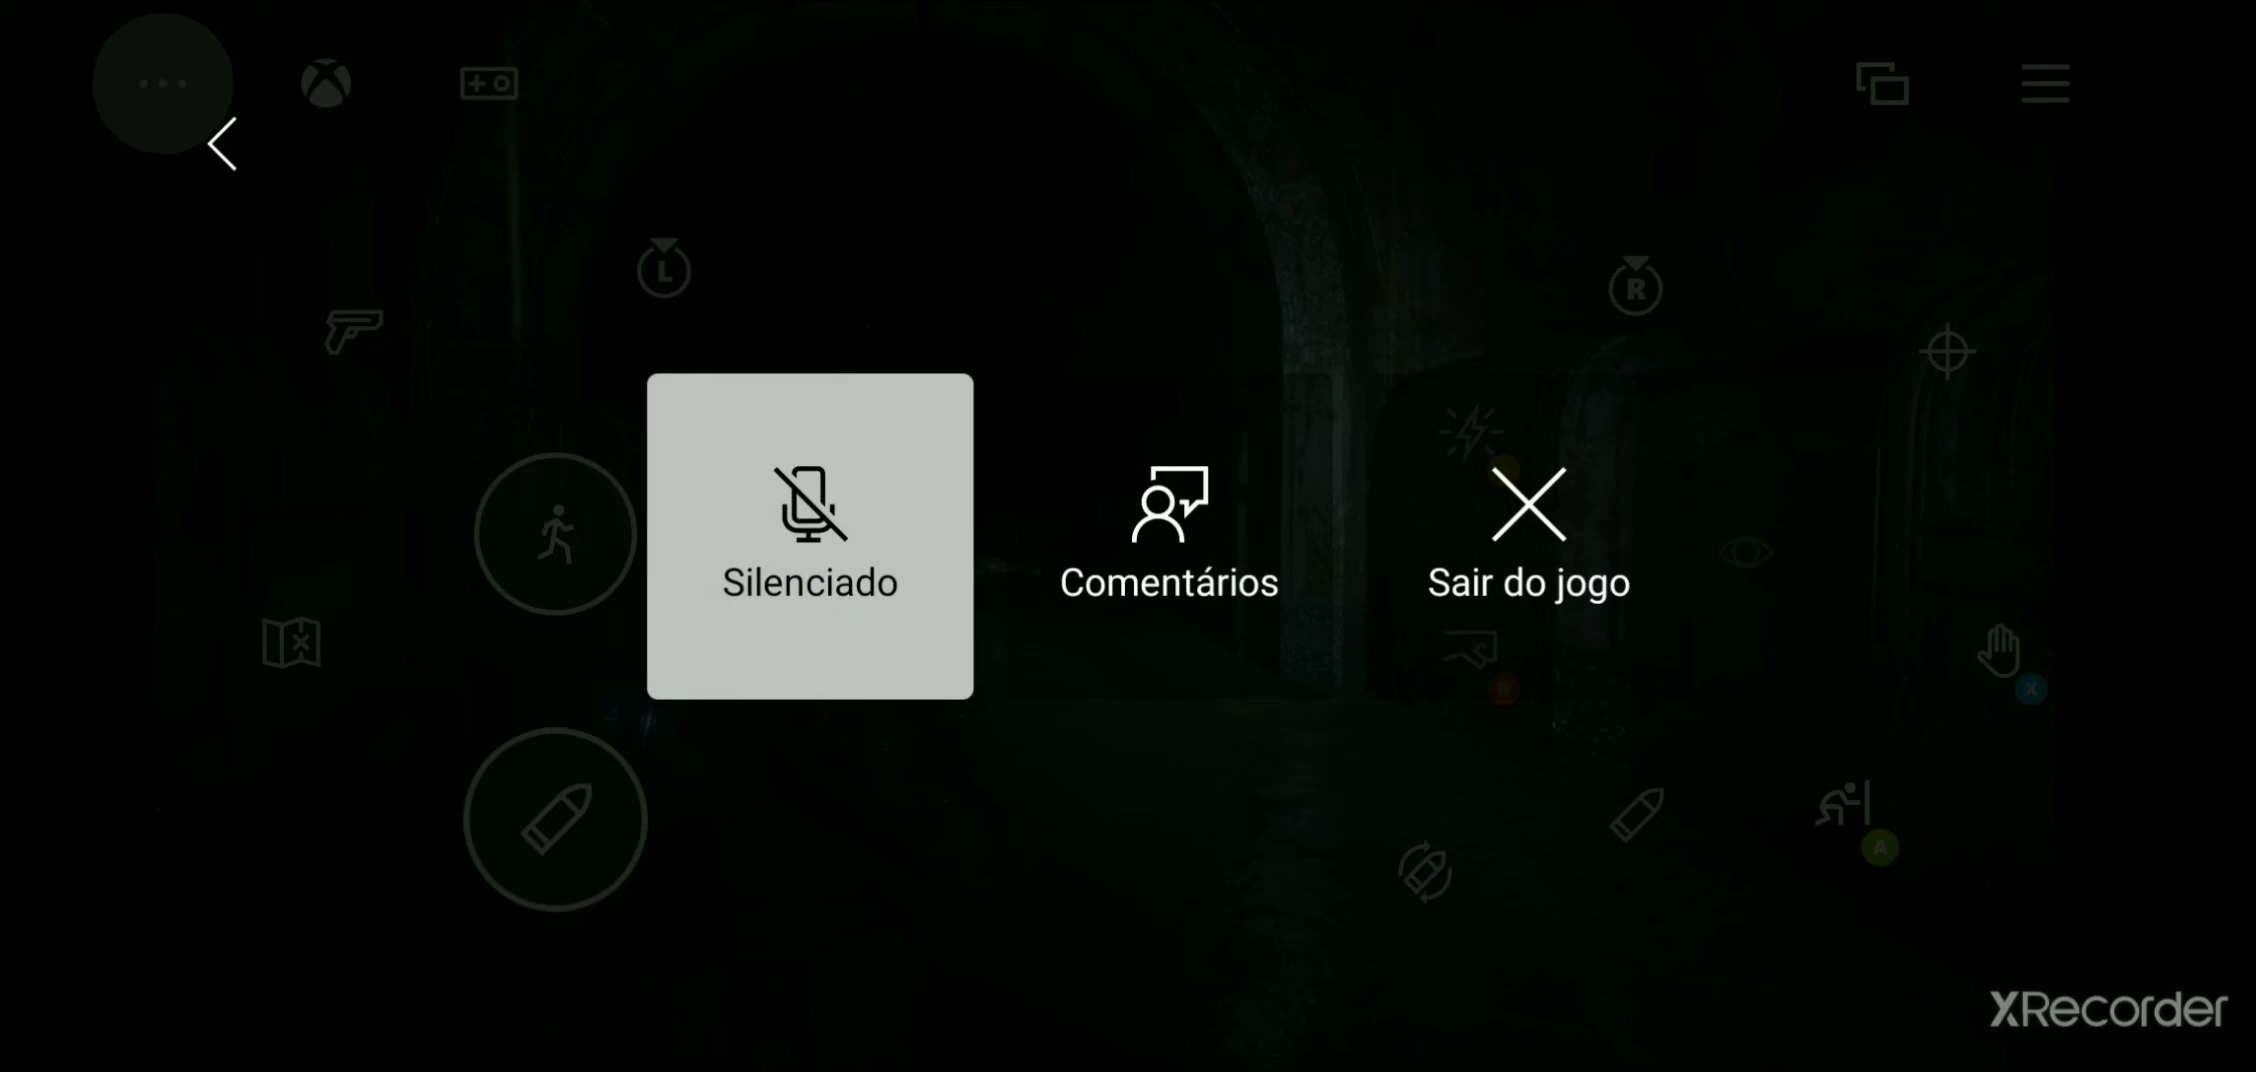 L
R
Silenciado
Comentários
Sair do jogo
B
X
A
XRecorder